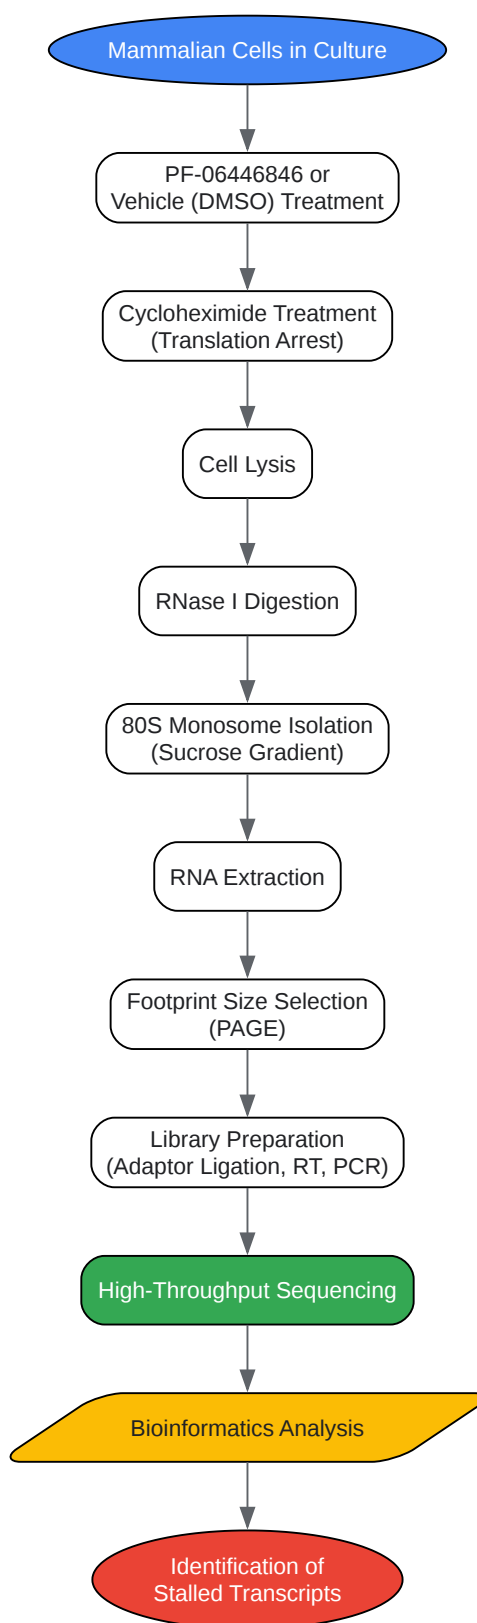 Mammalian Cells in Culture
PF-06446846 or
Vehicle (DMSO) Treatment
Cycloheximide Treatment
(Translation Arrest)
Cell Lysis
RNase I Digestion
80S Monosome Isolation
(Sucrose Gradient)
RNA Extraction
Footprint Size Selection
(PAGE)
Library Preparation
(Adaptor Ligation, RT, PCR)
High-Throughput Sequencing
Bioinformatics Analysis
Identification of
Stalled Transcripts